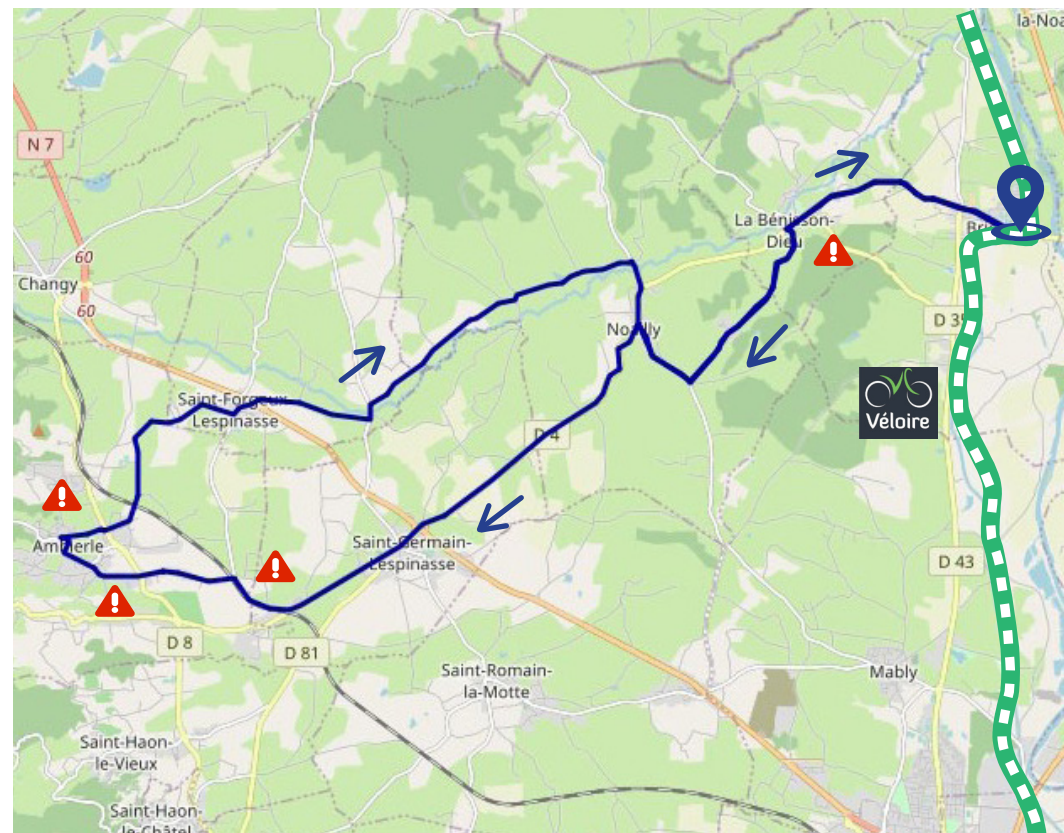 la-Noa
N 7
La Bénisson-
Dieu
60
Changy
60
D 35
Noailly
Saint-Forgeux-
Lespinasse
Véloire
D 4
Ambierle
Saint-Germain-
Lespinasse
D 43
D 8
D 81
Saint-Romain-
la-Motte
Mably
Saint-Haon-
le-Vieux
Saint-Haon-
le-Châtel